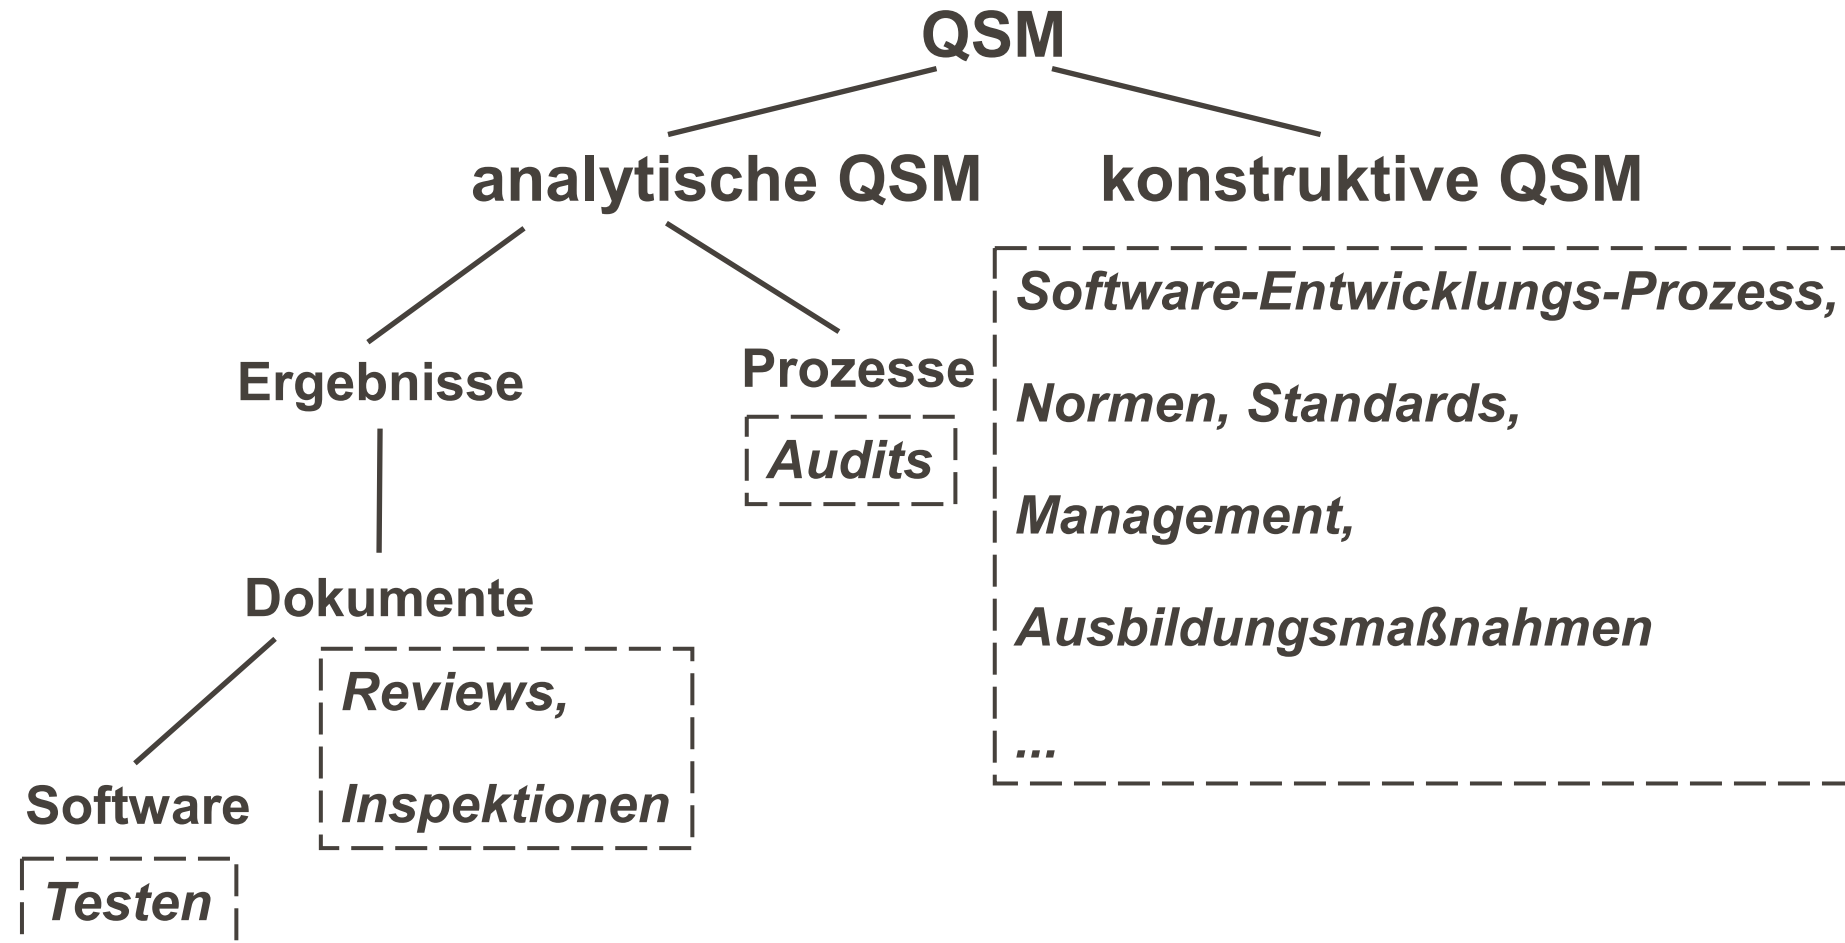 QSM
analytische QSM
konstruktive QSM
Ergebnisse
Prozesse
Audits
Dokumente
Reviews,
Inspektionen
Software
Testen
Software-Entwicklungs-Prozess,
Normen, Standards,
Management,
Ausbildungsmaßnahmen
...